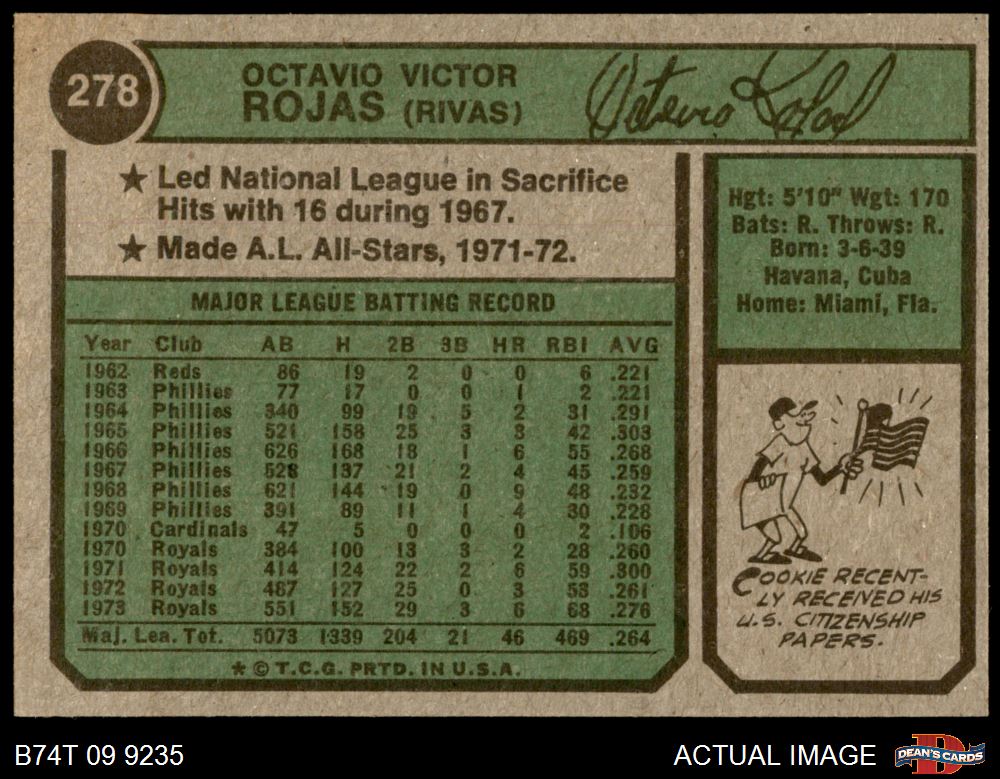 278
OCTAVIO VICTOR
ROJAS (RIVAS)
Octavio Rojas
★ Led National League in Sacrifice
Hits with 16 during 1967.
★ Made A.L. All-Stars, 1971-72.
Hgt: 5'10" Wgt: 170
Bats: R. Throws: R.
Born: 3-6-39
Havana, Cuba
Home: Miami, Fla.
MAJOR LEAGUE BATTING RECORD
Year Club AB H 2B 3B HR RBI AVG
1962 Reds 86 19 2 0 0 6 .221
1963 Phillies 77 17 0 0 1 2 .221
1964 Phillies 340 99 19 5 2 31 .291
1965 Phillies 521 158 25 3 3 42 .303
1966 Phillies 626 168 18 1 6 55 .268
1967 Phillies 528 137 21 2 4 45 .259
1968 Phillies 621 144 19 0 9 48 .232
1969 Phillies 391 89 11 1 4 30 .228
1970 Cardinals 47 5 0 0 0 2 .106
1970 Royals 384 100 13 3 2 28 .260
1971 Royals 414 124 22 2 6 59 .300
1972 Royals 487 127 25 0 3 53 .261
1973 Royals 551 152 29 3 6 68 .276
Maj. Lea. Tot. 5073 1339 204 21 46 469 .264
★ © T.C.G. PRTD. IN U.S.A.
COOKIE RECENT-
LY RECEIVED HIS
U.S. CITIZENSHIP
PAPERS.
B74T 09 9235
ACTUAL IMAGE
DEAN'S CARDS